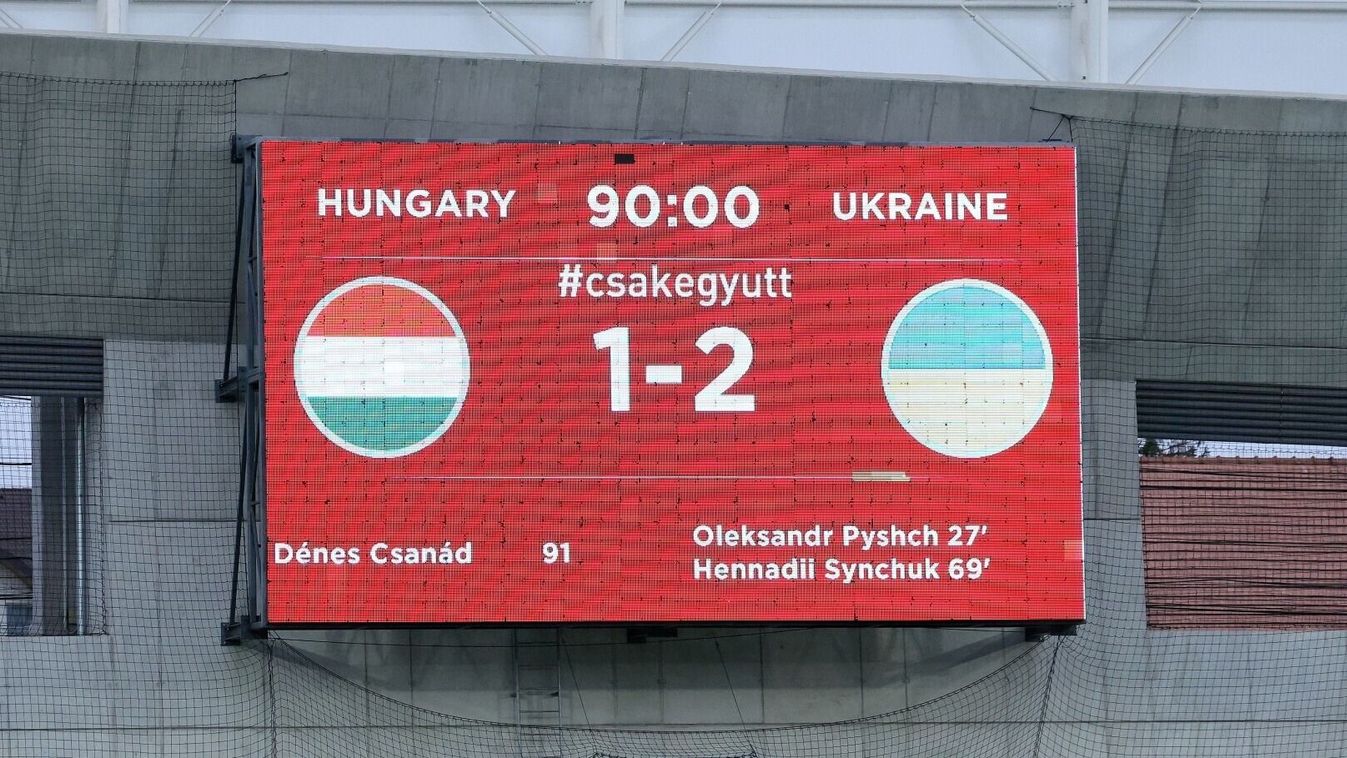 HUNGARY 90:00 UKRAINE
#csakegyutt
1-2
Dénes Csanád 91
Oleksandr Pyshch 27'
Hennadii Synchuk 69'